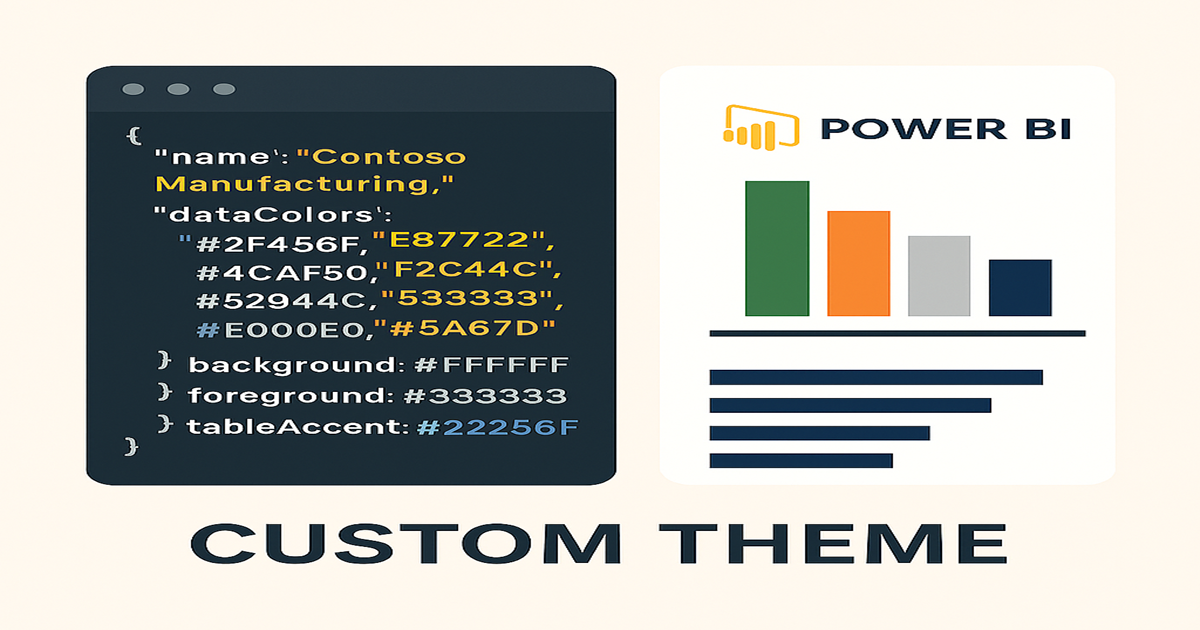 {
"name': "Contoso
Manufacturing,"
"dataColors':
"#2F456F,"E87722",
#4CAF50,"F2C44C",
#52944C,"533333",
#E000E0,"#5A67D"
} background: #FFFFFF
} foreground: #333333
} tableAccent: #22256F
}
POWER BI
CUSTOM THEME